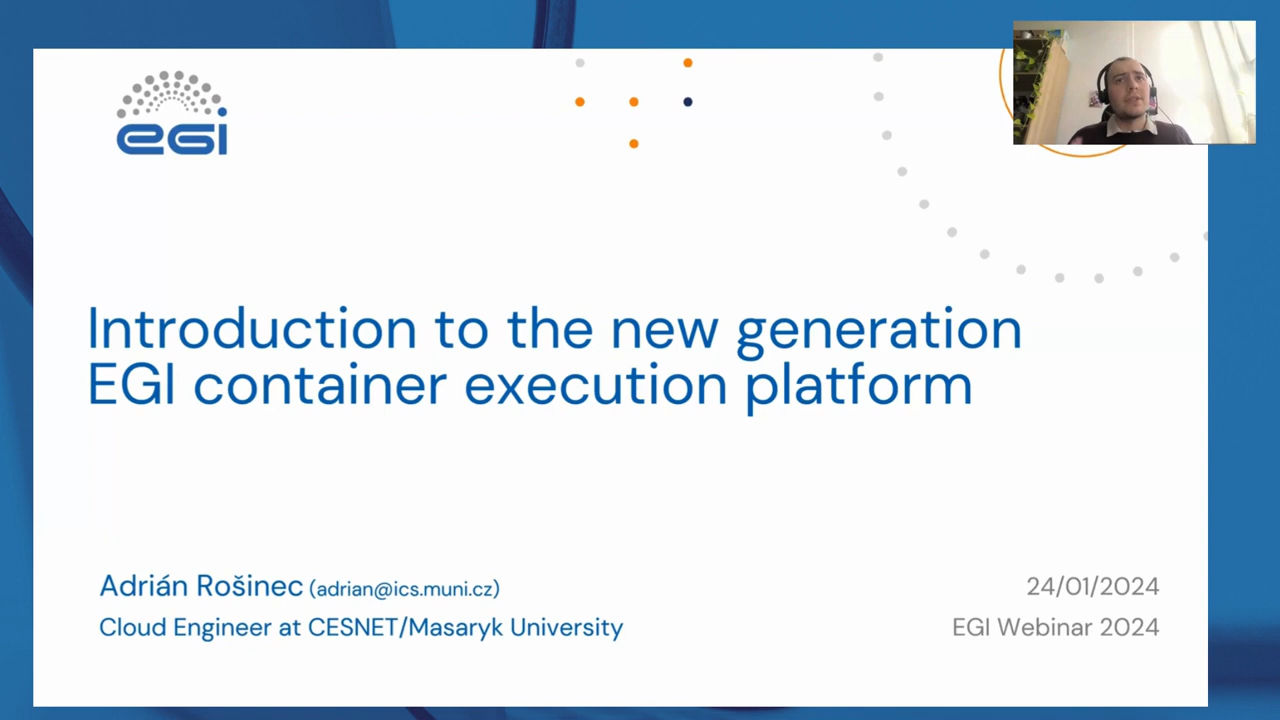 egi
Introduction to the new generation
EGI container execution platform
Adrián Rošinec (adrian@ics.muni.cz)
Cloud Engineer at CESNET/Masaryk University
24/01/2024
EGI Webinar 2024